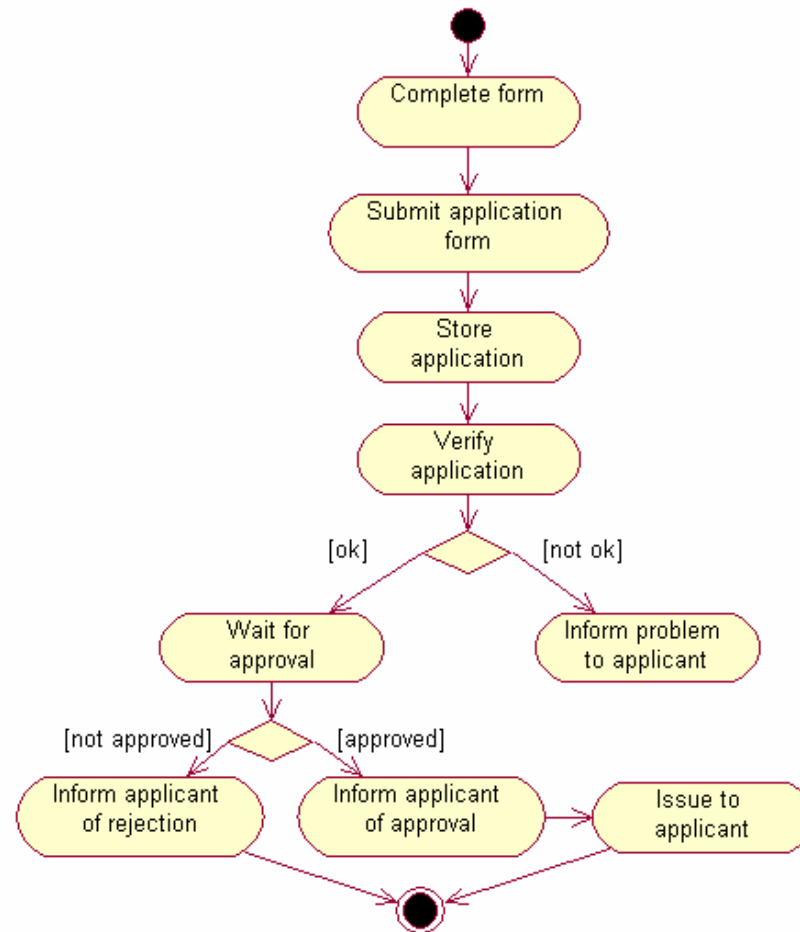 Complete form
Submit application
form
Store
application
Verify
application
[ok]
[not ok]
Wait for
approval
Inform problem
to applicant
[not approved]
[approved]
Inform applicant
of rejection
Inform applicant
of approval
Issue to
applicant